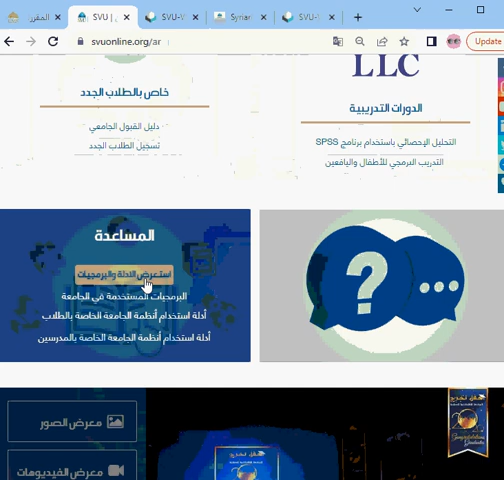 المقرر
SVU |
SVU-V
Syrian
SVU-I
svuonline.org/ar
Update
LLC
خاص بالطلاب الجدد
دليل القبول الجامعي
تسجيل الطلاب الجدد
الدورات التدريبية
التحليل الإحصائي باستخدام برنامج SPSS
التدريب البرمجي للأطفال واليافعين
المساعدة
استعرض الادلة والبرمجيات
البرمجيات المستخدمة في الجامعة
أدلة استخدام أنظمة الجامعة الخاصة بالطلاب
أدلة استخدام أنظمة الجامعة الخاصة بالمدرسين
معرض الصور
معرض الفيديوهات